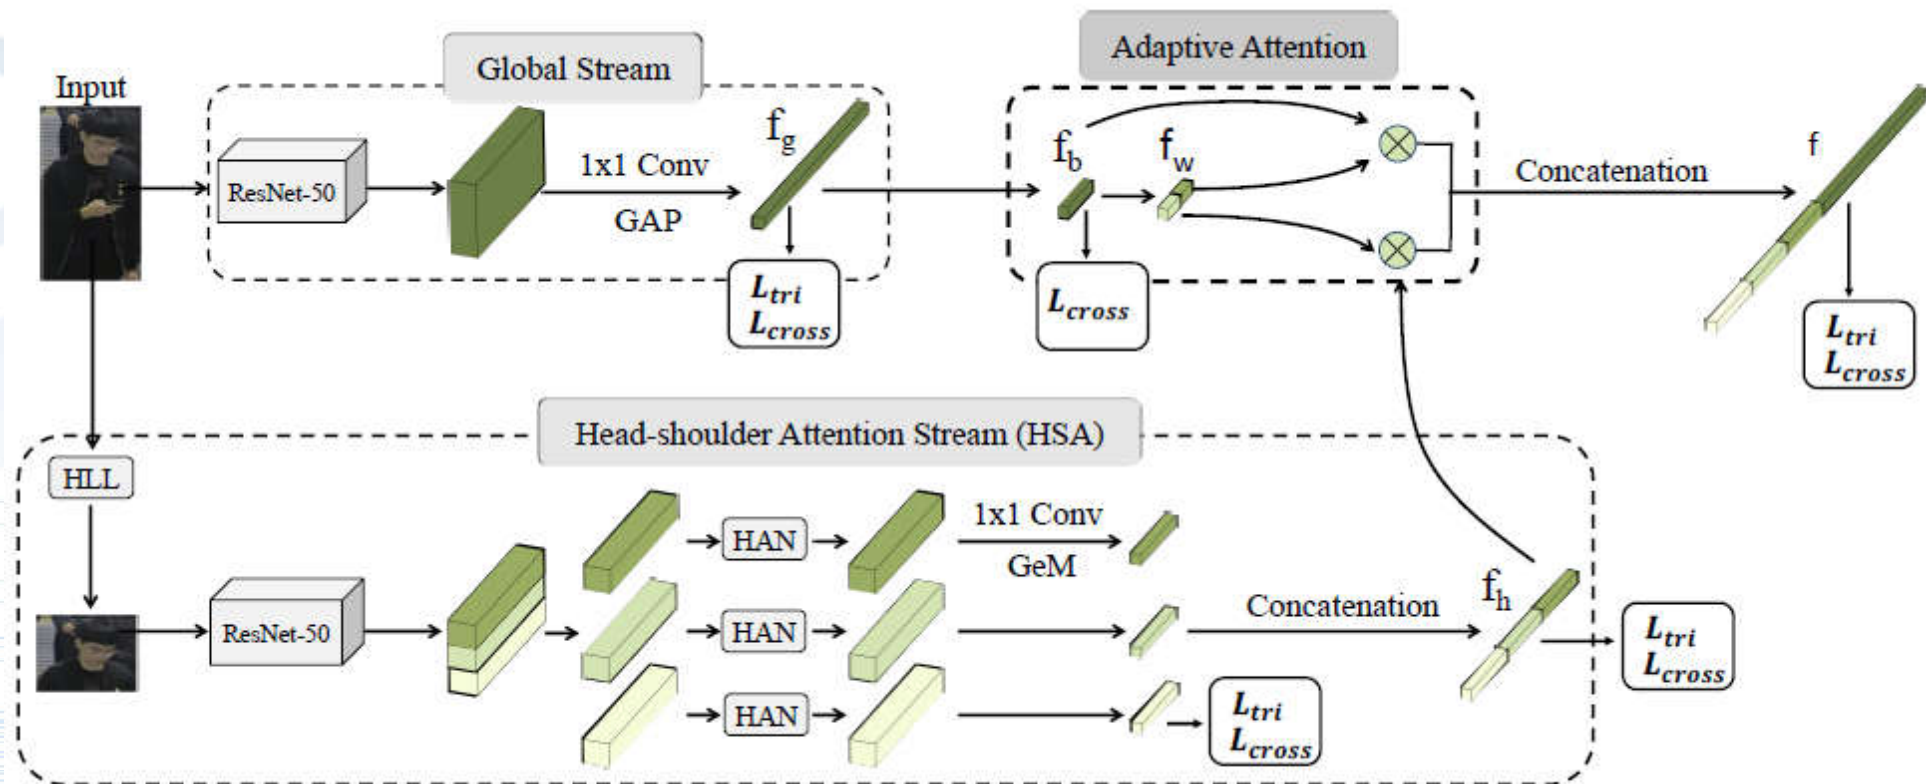 Input
Global Stream
ResNet-50
1x1 Conv
GAP
f_g
L_tri
L_cross
Adaptive Attention
f_b
f_w
L_cross
Concatenation
f
L_tri
L_cross
Head-shoulder Attention Stream (HSA)
HLL
ResNet-50
HAN
1x1 Conv
GeM
HAN
Concatenation
f_h
L_tri
L_cross
HAN
L_tri
L_cross